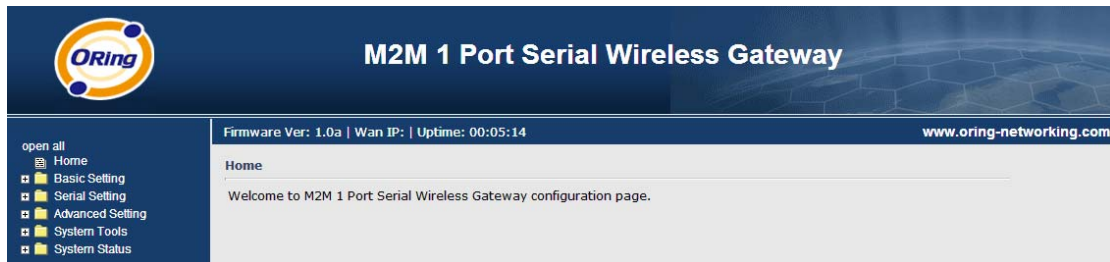 ORing
M2M 1 Port Serial Wireless Gateway
Firmware Ver: 1.0a | Wan IP: | Uptime: 00:05:14
www.oring-networking.com
open all
Home
Basic Setting
Serial Setting
Advanced Setting
System Tools
System Status
Home
Welcome to M2M 1 Port Serial Wireless Gateway configuration page.